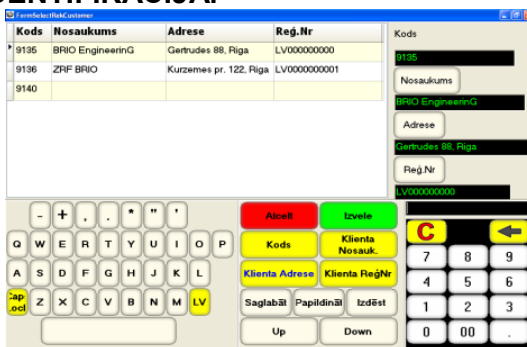 FormSelectRekCustomer
Kods Nosaukums Adrese Reģ.Nr
9135 BRIO EngineerinG Gertrudes 88, Riga LV000000000
9136 ZRF BRIO Kurzemes pr. 122, Riga LV0000000001
9140
Kods
9135
Nosaukums
BRIO EngineerinG
Adrese
Gertrudes 88, Riga
Reģ.Nr
LV000000000
- + , . * " '
Q W E R T Y U I O P
A S D F G H J K L
Z X C V B N M LV
Atcelt Izvele
Kods Klienta Nosauk.
Klienta Adrese Klienta ReģNr
Saglabāt Papildināt Izdēst
Up Down
C
7 8 9
4 5 6
1 2 3
0 00 .